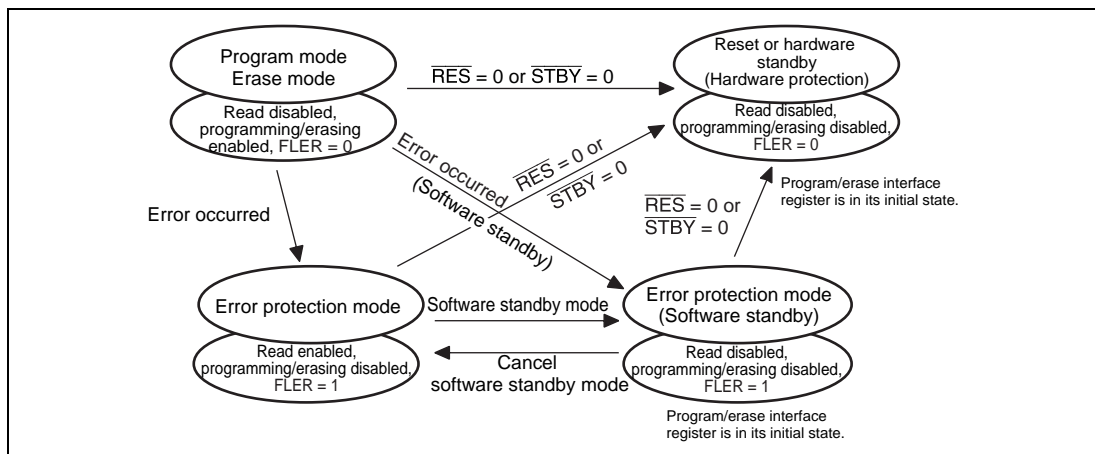 Program mode
Erase mode
Read disabled,
programming/erasing
enabled, FLER = 0
RES = 0 or STBY = 0
Reset or hardware
standby
(Hardware protection)
Read disabled,
programming/erasing disabled,
FLER = 0
Program/erase interface
register is in its initial state.
Error occurred
Error occurred
(Software standby)
RES = 0 or
STBY = 0
RES = 0 or
STBY = 0
Error protection mode
Read enabled,
programming/erasing disabled,
FLER = 1
Software standby mode
Cancel
software standby mode
Error protection mode
(Software standby)
Read disabled,
programming/erasing disabled,
FLER = 1
Program/erase interface
register is in its initial state.